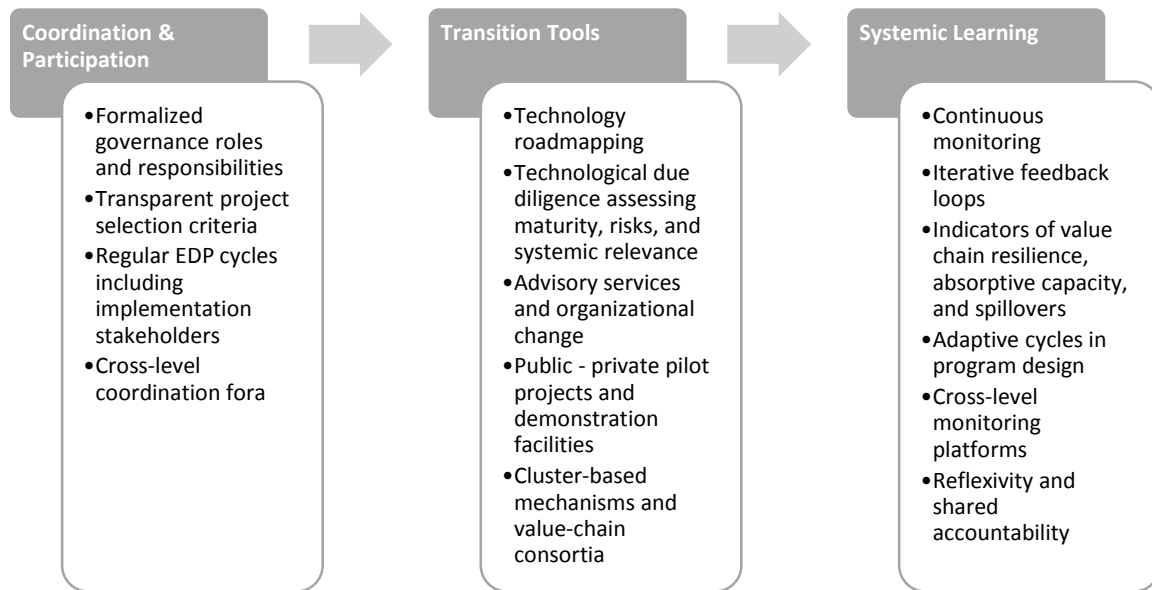 Coordination &
Participation
•Formalized
governance roles
and responsibilities
•Transparent project
selection criteria
•Regular EDP cycles
including
implementation
stakeholders
•Cross-level
coordination fora
Transition Tools
•Technology
roadmapping
•Technological due
diligence assessing
maturity, risks, and
systemic relevance
•Advisory services
and organizational
change
•Public - private pilot
projects and
demonstration
facilities
•Cluster-based
mechanisms and
value-chain
consortia
Systemic Learning
•Continuous
monitoring
•Iterative feedback
loops
•Indicators of value
chain resilience,
absorptive capacity,
and spillovers
•Adaptive cycles in
program design
•Cross-level
monitoring
platforms
•Reflexivity and
shared
accountability